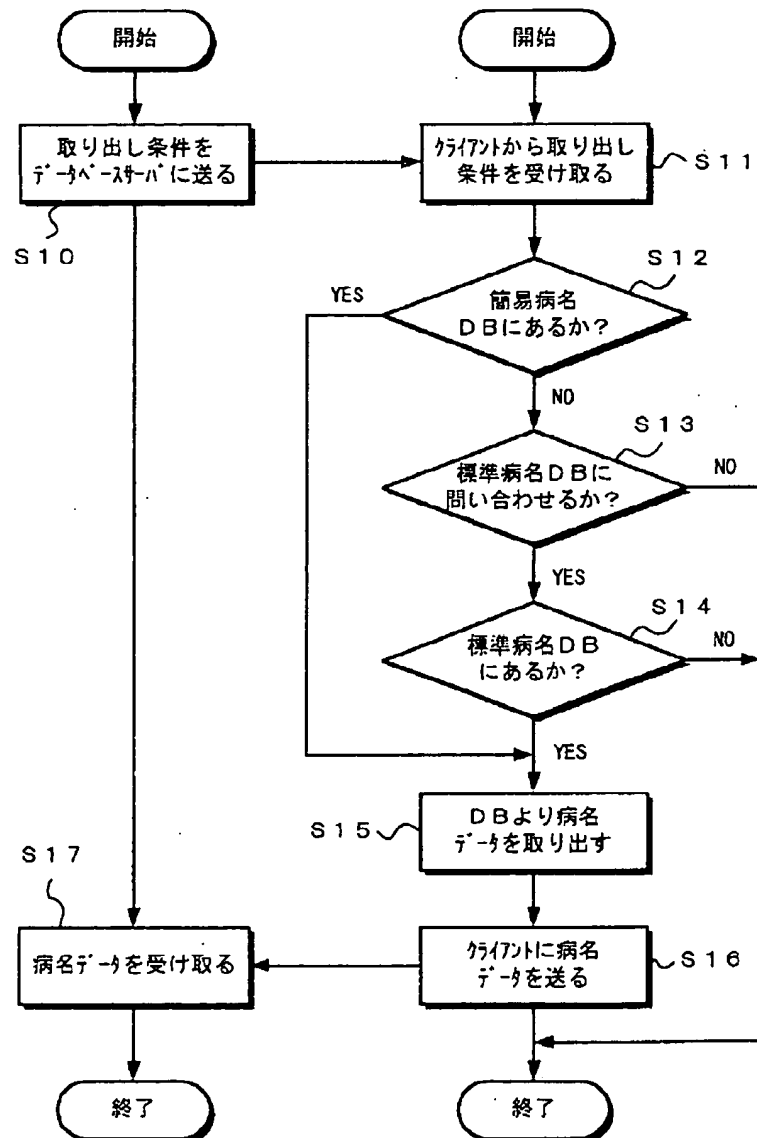 開始
開始
取り出し条件を
データベースサーバに送る
S10
クライアントから取り出し
条件を受け取る
S11
S12
簡易病名
DBにあるか?
YES
NO
S13
標準病名DBに
問い合わせるか?
NO
YES
S14
標準病名DB
にあるか?
NO
YES
S15
DBより病名
データを取り出す
S17
病名データを受け取る
クライアントに病名
データを送る
S16
終了
終了